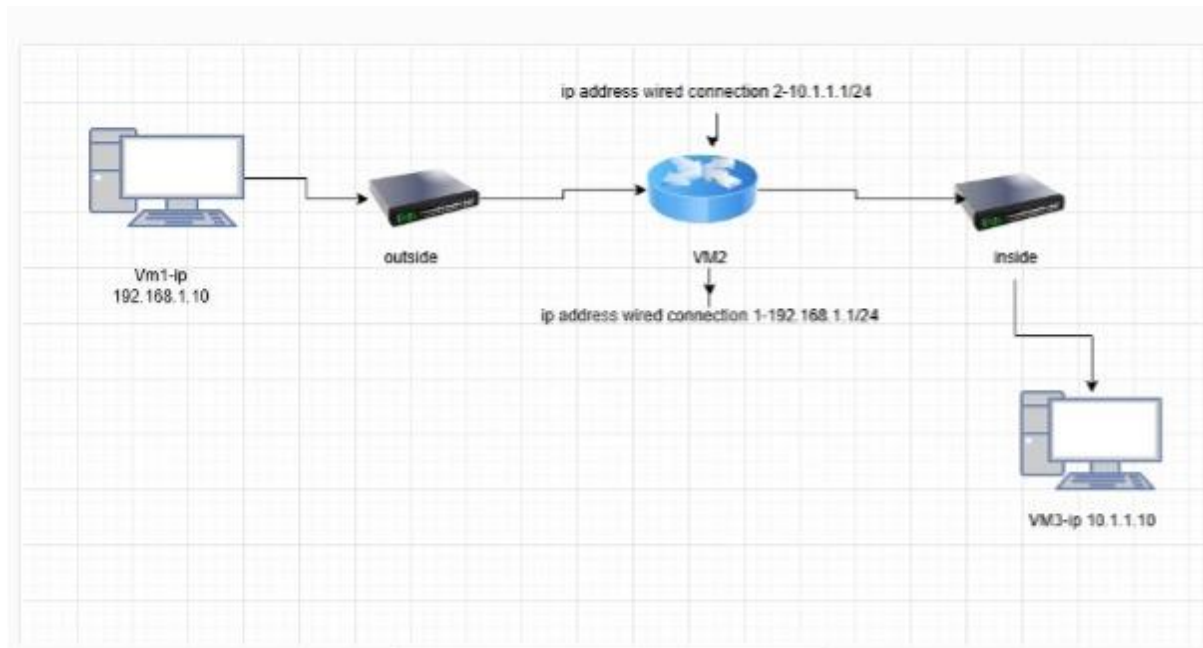 ip address wired connection 2-10.1.1.1/24
outside
VM2
inside
Vm1-ip
192.168.1.10
ip address wired connection 1-192.168.1.1/24
VM3-ip 10.1.1.10